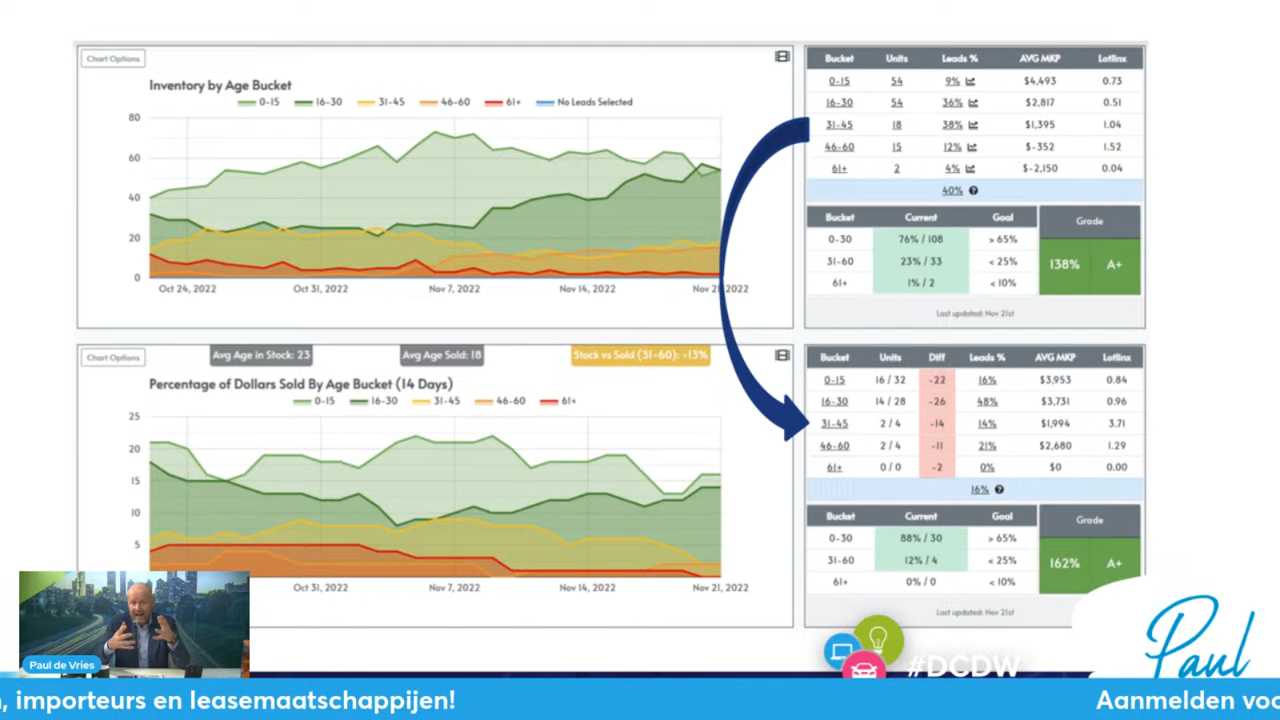 Chart Options
Inventory by Age Bucket
0-15 16-30 31-45 46-60 61+ No Leads Selected
80
60
40
20
0
Oct 24, 2022 Oct 31, 2022 Nov 7, 2022 Nov 14, 2022 Nov 21, 2022
Bucket Units Leads % AVG MKP Lotlinx
0-15 54 9% $4,493 0.73
16-30 54 36% $2,817 0.51
31-45 18 38% $1,395 1.04
46-60 15 12% $-352 1.52
61+ 2 4% $-2,150 0.04
40% ?
Bucket Current Goal Grade
0-30 76% / 108 > 65%
31-60 23% / 33 < 25%
61+ 1% / 2 < 10%
138% A+
Last updated: Nov 21st
Chart Options
Avg Age in Stock: 23 Avg Age Sold: 18 Stock vs Sold (31-60): -13%
Percentage of Dollars Sold By Age Bucket (14 Days)
0-15 16-30 31-45 46-60 61+
25
20
15
10
5
Oct 31, 2022 Nov 7, 2022 Nov 14, 2022 Nov 21, 2022
Bucket Units Diff Leads % AVG MKP Lotlinx
0-15 16 / 32 -22 16% $3,953 0.84
16-30 14 / 28 -26 48% $3,731 0.96
31-45 2 / 4 -14 14% $1,994 3.71
46-60 2 / 4 -11 21% $2,680 1.29
61+ 0 / 0 -2 0% $0 0.00
16% ?
Bucket Current Goal Grade
0-30 88% / 30 > 65%
31-60 12% / 4 < 25%
61+ 0% / 0 < 10%
162% A+
Last updated: Nov 21st
Paul de Vries
#DCDW
Paul
, importeurs en leasemaatschappijen!
Aanmelden voo